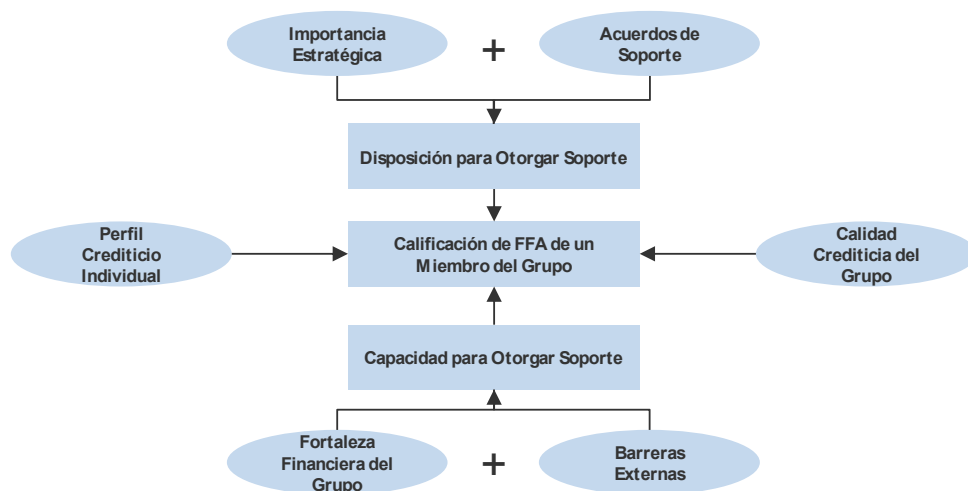 Importancia
Estratégica
+
Acuerdos de
Soporte
Disposición para Otorgar Soporte
Perfil
Crediticio
Individual
Calificación de FFA de un
Miembro del Grupo
Calidad
Crediticia del
Grupo
Capacidad para Otorgar Soporte
Fortaleza
Financiera del
Grupo
+
Barreras
Externas